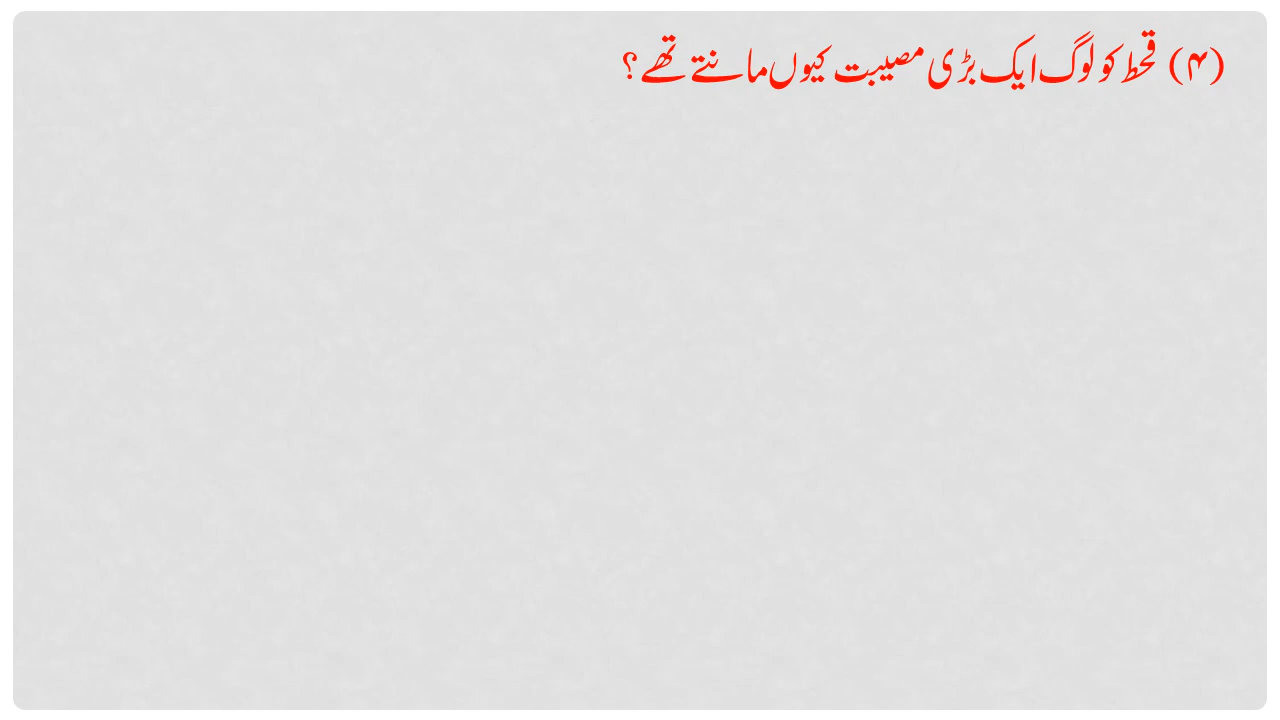 (۴) قحط کو لوگ ایک بڑی مصیبت کیوں مانتے تھے؟